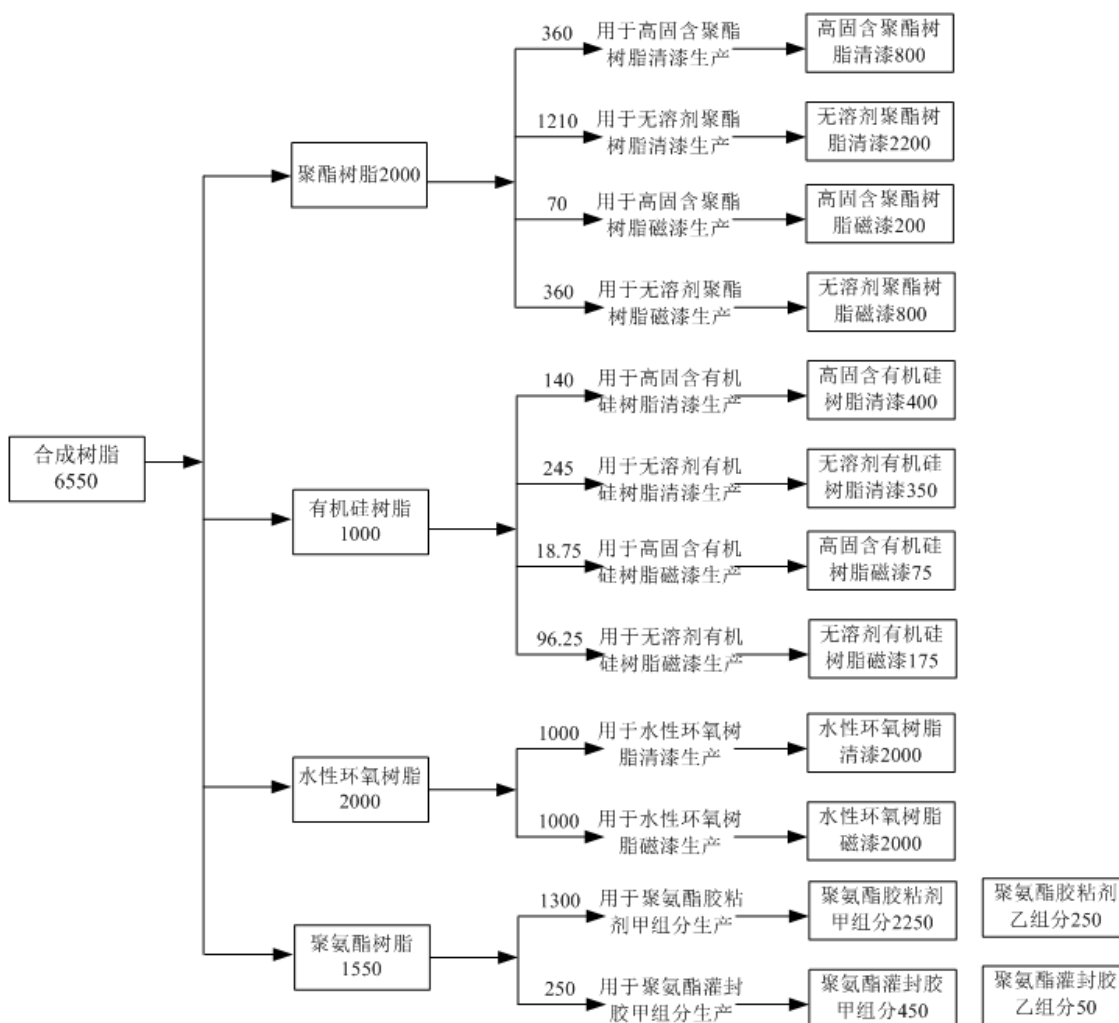 360
用于高固含聚酯
树脂清漆生产
高固含聚酯树
脂清漆800
1210
用于无溶剂聚酯
树脂清漆生产
无溶剂聚酯树
脂清漆2200
聚酯树脂2000
70
用于高固含聚酯
树脂磁漆生产
高固含聚酯树
脂磁漆200
360
用于无溶剂聚酯
树脂磁漆生产
无溶剂聚酯树
脂磁漆800
140
用于高固含有机
硅树脂清漆生产
高固含有机硅
树脂清漆400
合成树脂
6550
245
用于无溶剂有机
硅树脂清漆生产
无溶剂有机硅
树脂清漆350
有机硅树脂
1000
18.75
用于高固含有机
硅树脂磁漆生产
高固含有机硅
树脂磁漆75
96.25
用于无溶剂有机
硅树脂磁漆生产
无溶剂有机硅
树脂磁漆175
1000
用于水性环氧树
脂清漆生产
水性环氧树脂
清漆2000
水性环氧树脂
2000
1000
用于水性环氧树
脂磁漆生产
水性环氧树脂
磁漆2000
1300
用于聚氨酯胶粘
剂甲组分生产
聚氨酯胶粘剂
甲组分2250
聚氨酯胶粘剂
乙组分250
聚氨酯树脂
1550
250
用于聚氨酯灌封
胶甲组分生产
聚氨酯灌封胶
甲组分450
聚氨酯灌封胶
乙组分50